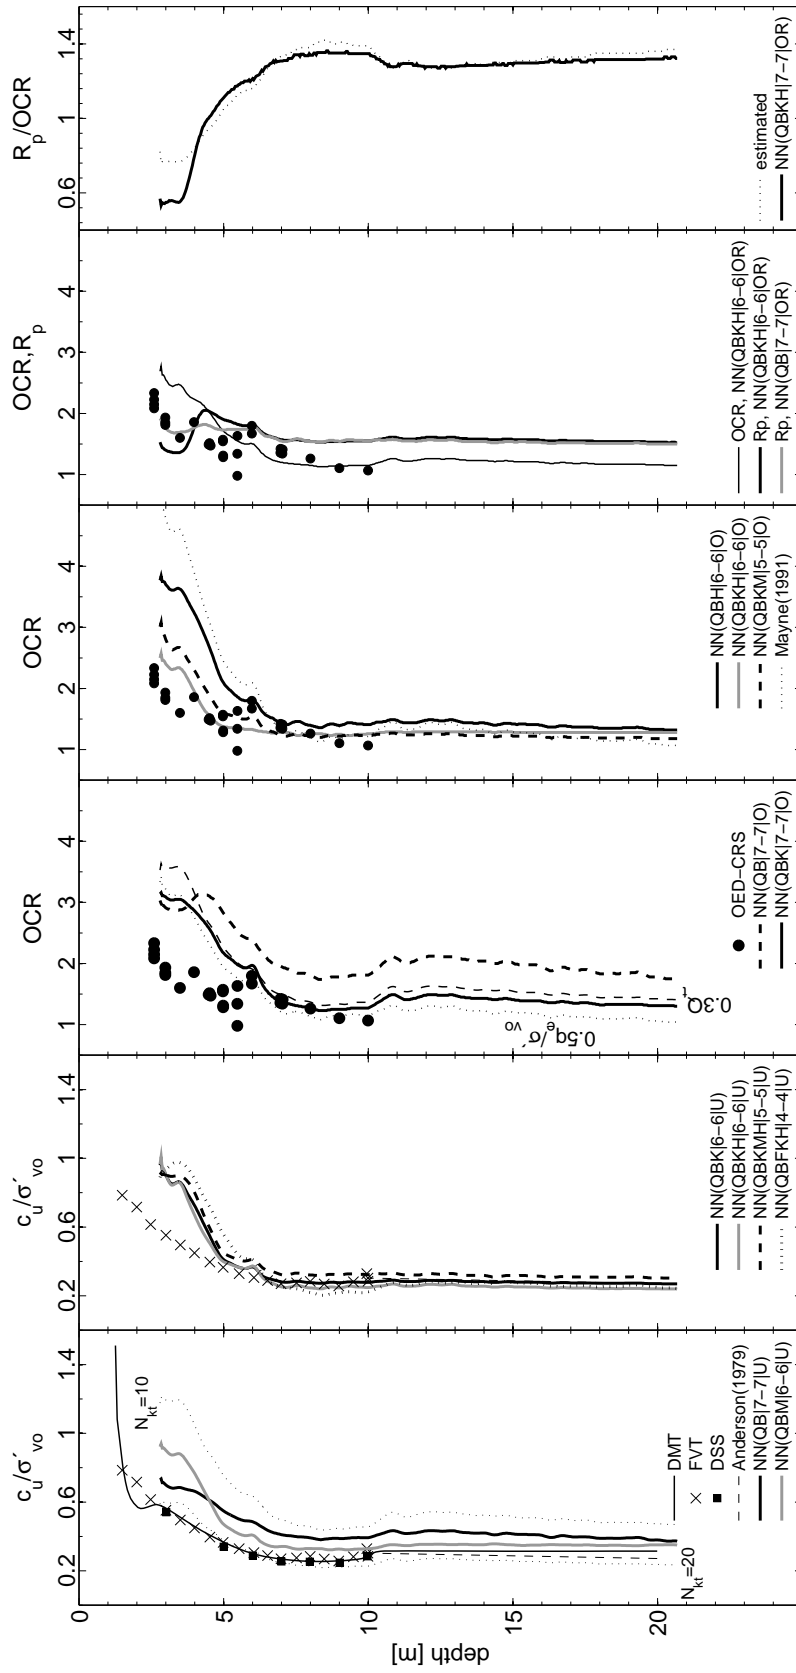 c_u/σ´_vo
0.2 0.6 1 1.4
0
5
10
15
20
depth [m]
N_kt=10
N_kt=20
DMT
FVT
DSS
Anderson(1979)
NN(QB|7−7|U)
NN(QBM|6−6|U)
c_u/σ´_vo
0.2 0.6 1 1.4
NN(QBK|6−6|U)
NN(QBKH|6−6|U)
NN(QBKMH|5−5|U)
NN(QBFKH|4−4|U)
OCR
1 2 3 4
0.5q_e/σ´_vo
0.3Q_t
OED−CRS
NN(QB|7−7|O)
NN(QBK|7−7|O)
OCR
1 2 3 4
NN(QBH|6−6|O)
NN(QBKH|6−6|O)
NN(QBKM|5−5|O)
Mayne(1991)
OCR,R_p
1 2 3 4
OCR, NN(QBKH|6−6|OR)
Rp, NN(QBKH|6−6|OR)
Rp, NN(QB|7−7|OR)
R_p/OCR
0.6 1 1.4
estimated
NN(QBKH|7−7|OR)